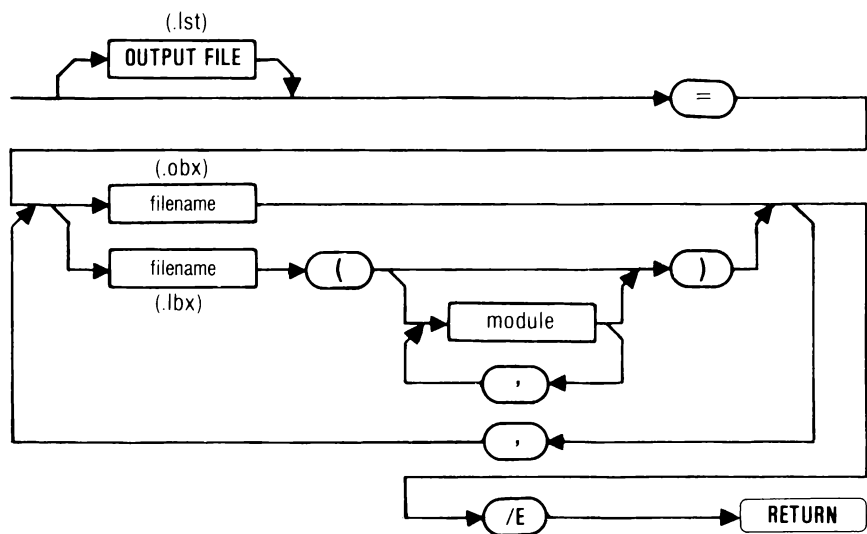 (.lst)
OUTPUT FILE
=
(.obx)
filename
filename
(
)
(.lbx)
module
,
,
/E
RETURN